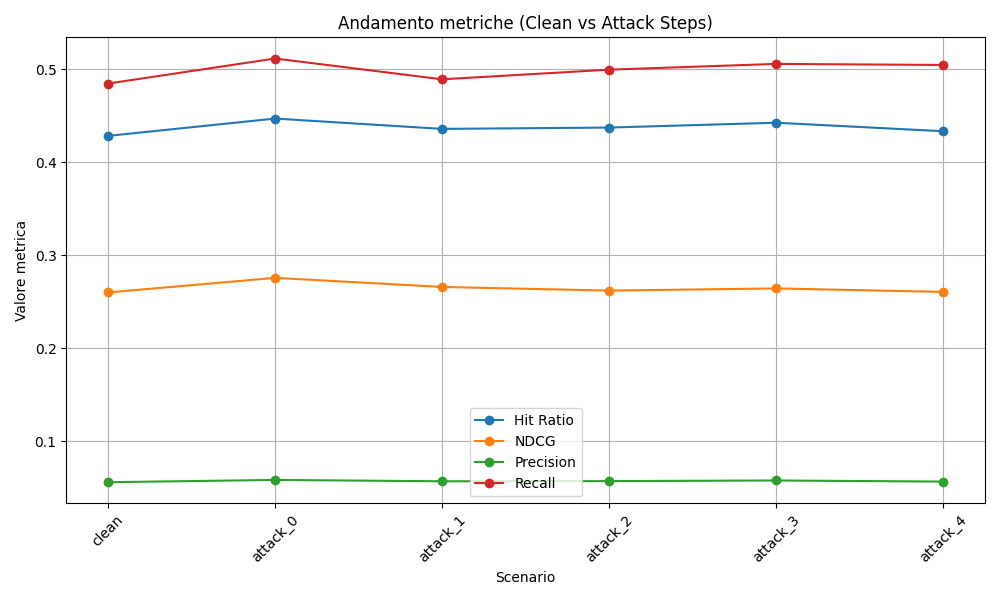 Andamento metriche (Clean vs Attack Steps)
Valore metrica
0.5
0.4
0.3
0.2
0.1
Hit Ratio
NDCG
Precision
Recall
clean
attack_0
attack_1
attack_2
attack_3
attack_4
Scenario